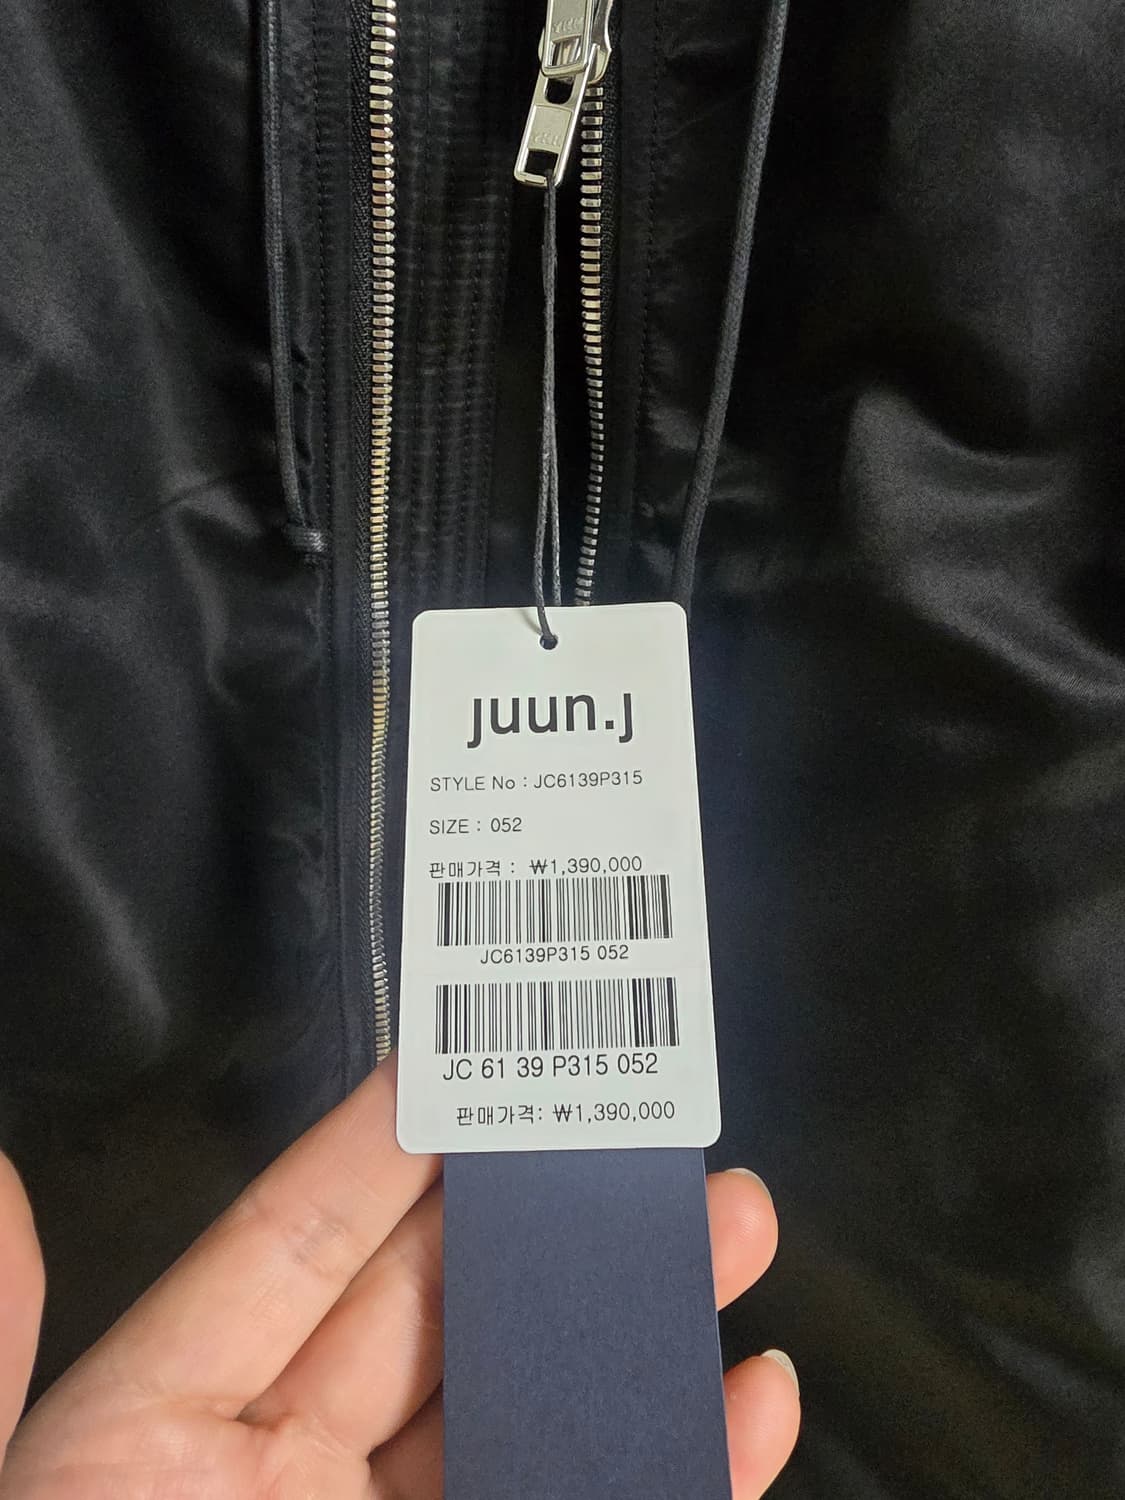 YKK
juun.j
STYLE No : JC6139P315
SIZE : 052
판매가격 : ₩1,390,000
JC6139P315 052
JC 61 39 P315 052
판매가격: ₩1,390,000